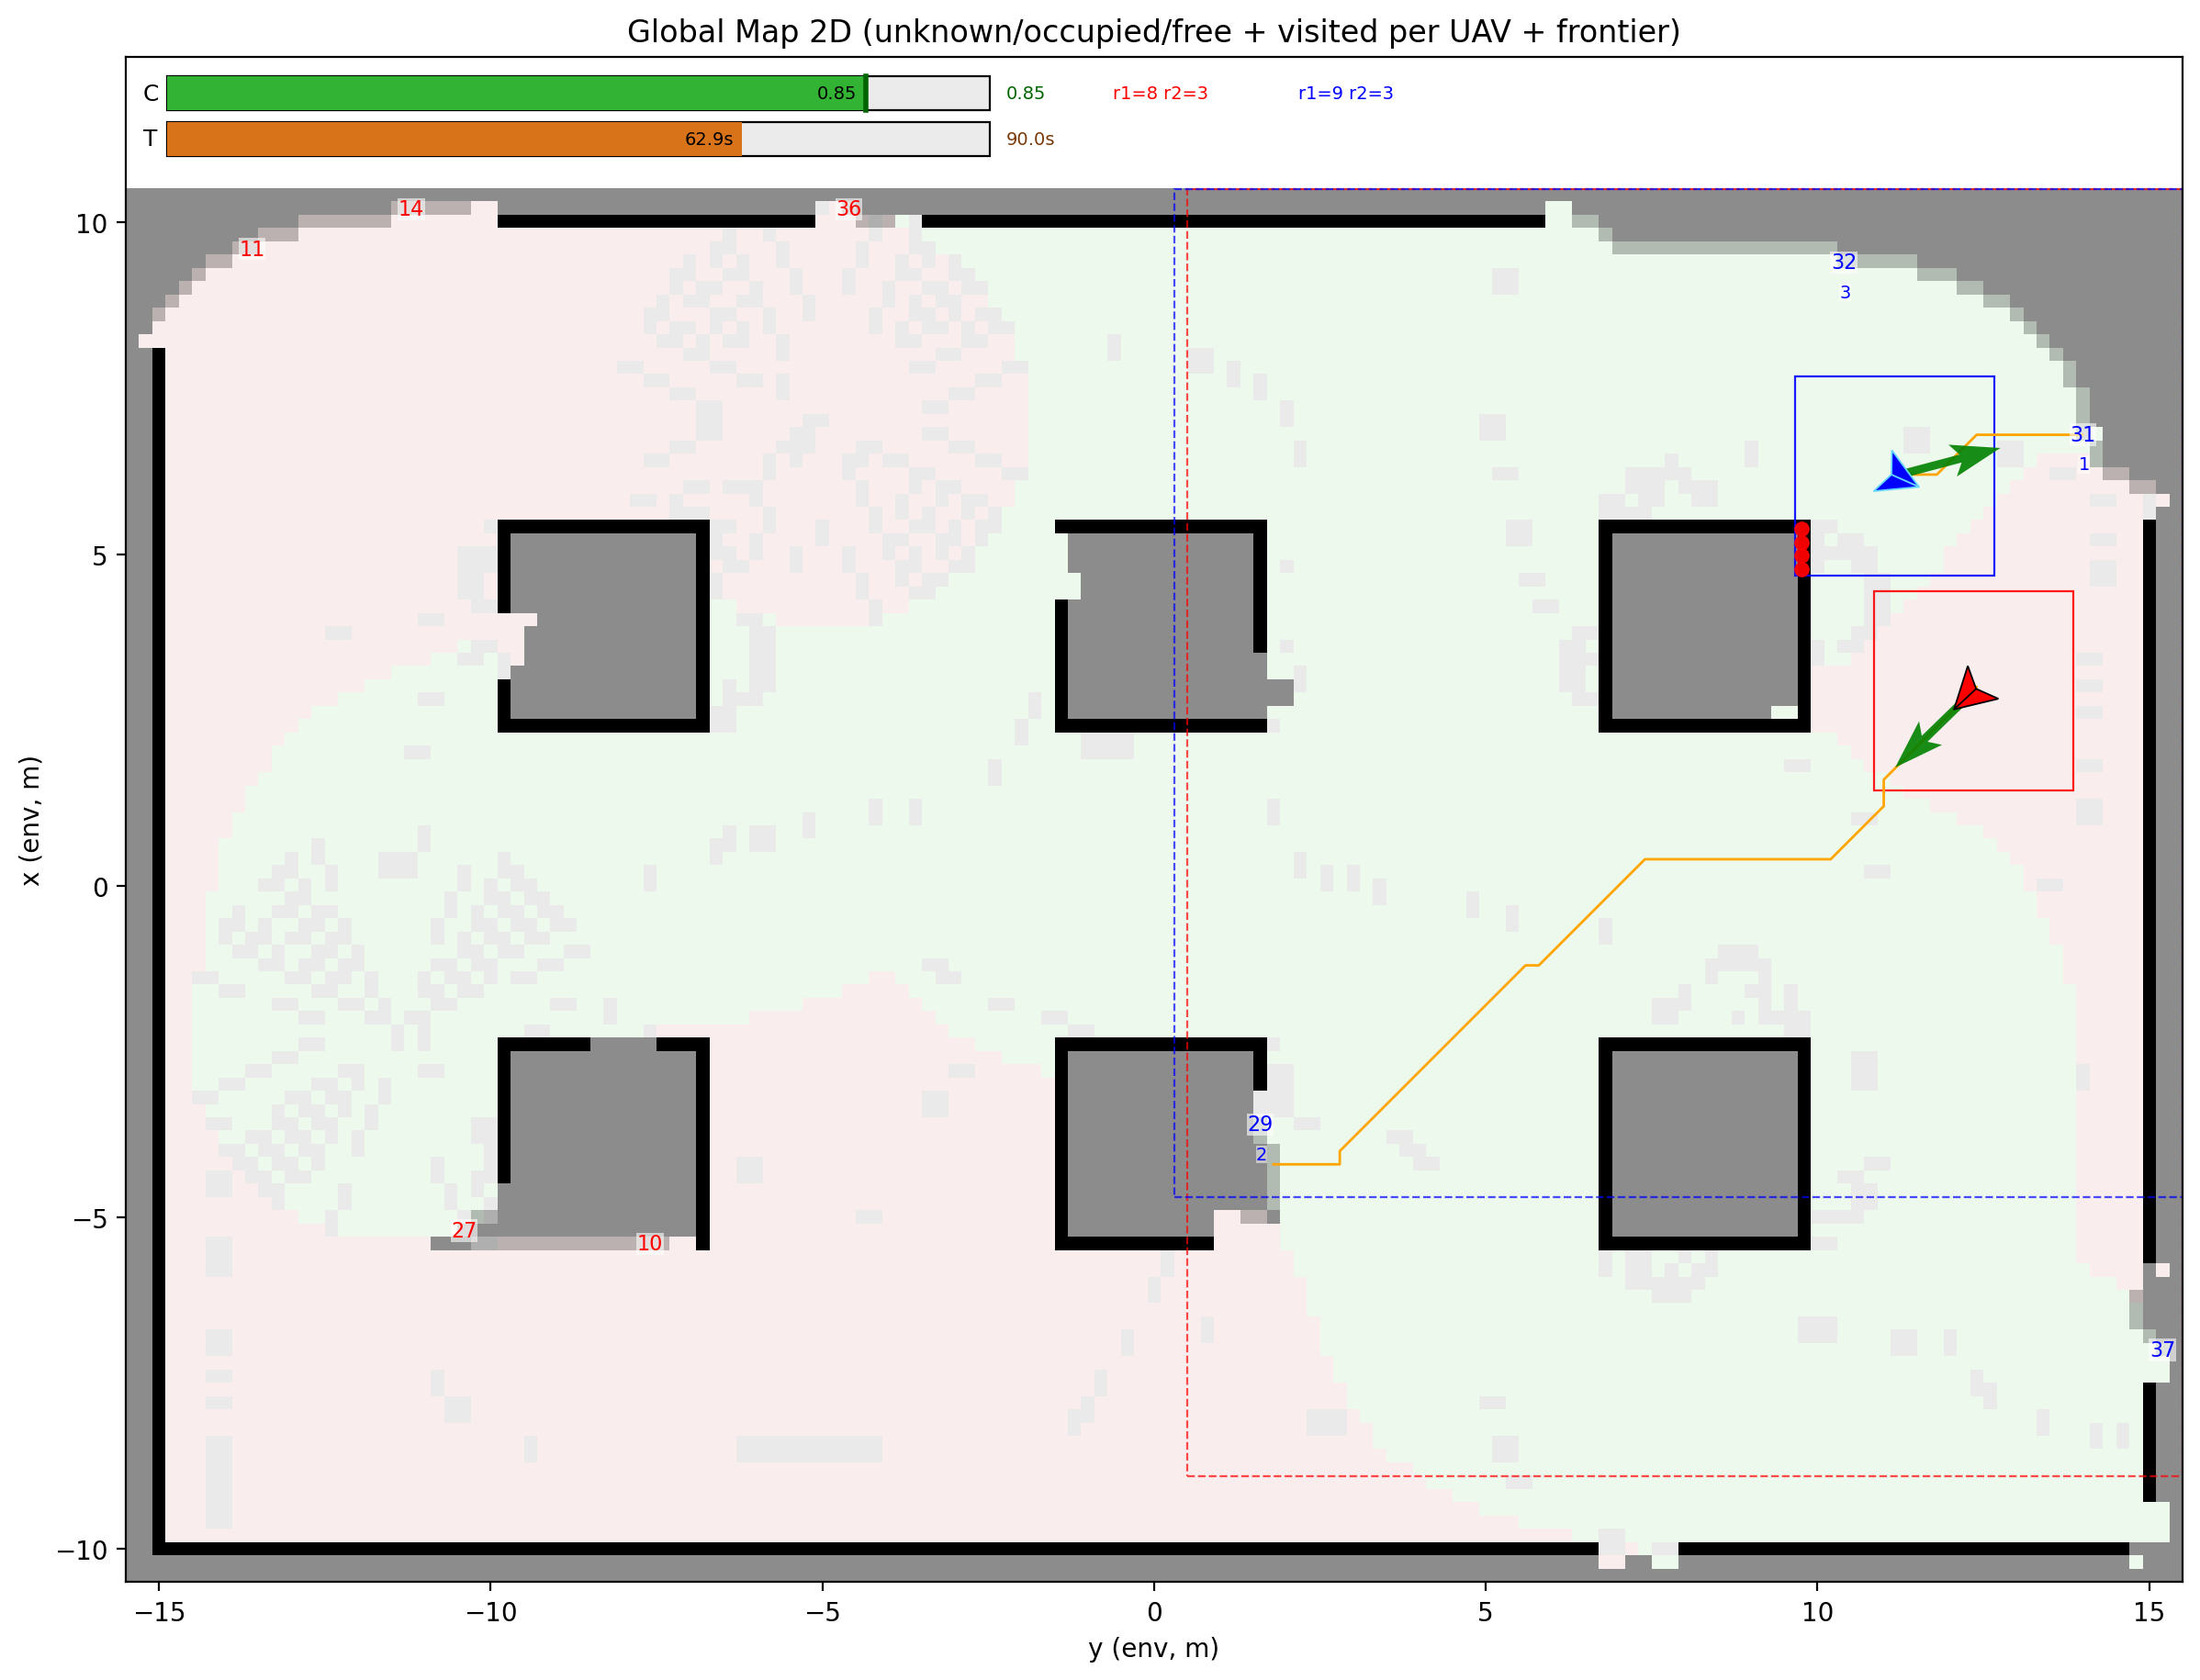 Global Map 2D (unknown/occupied/free + visited per UAV + frontier)
C 0.85 0.85 r1=8 r2=3 r1=9 r2=3
T 62.9s 90.0s
14
36
11
32
3
31
1
29
2
27
10
37
10
5
0
−5
−10
x (env, m)
−15 −10 −5 0 5 10 15
y (env, m)